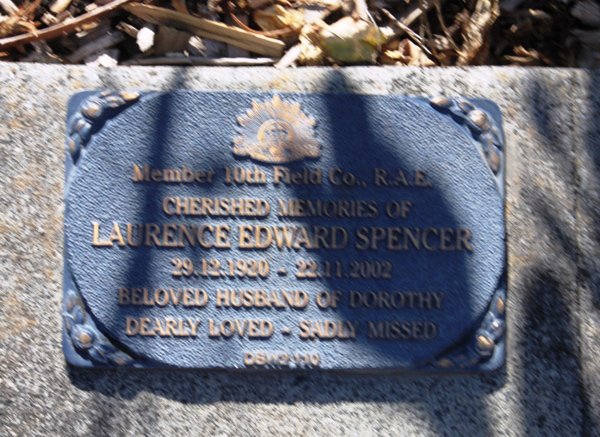 Member 10th Field Co., R.A.E.
CHERISHED MEMORIES OF
LAURENCE EDWARD SPENCER
29.12.1920 - 22.11.2002
BELOVED HUSBAND OF DOROTHY
DEARLY LOVED - SADLY MISSED